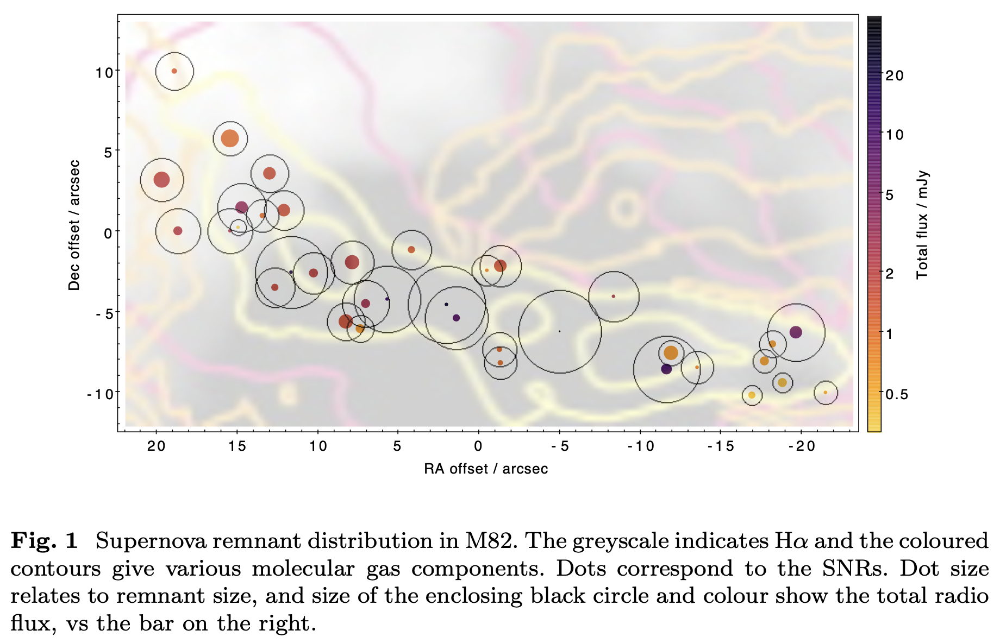 10
5
0
- 5
- 10
Dec offset / arcsec
20
15
10
5
0
- 5
- 10
- 15
- 20
RA offset / arcsec
20
10
5
2
1
0.5
Total flux / mJy
Fig. 1 Supernova remnant distribution in M82. The greyscale indicates Hα and the coloured
contours give various molecular gas components. Dots correspond to the SNRs. Dot size
relates to remnant size, and size of the enclosing black circle and colour show the total radio
flux, vs the bar on the right.